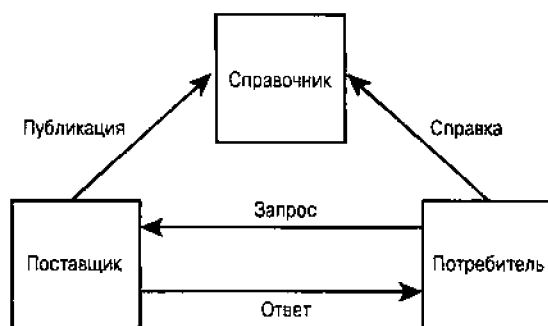 Справочник
Публикация
Справка
Запрос
Поставщик
Потребитель
Ответ